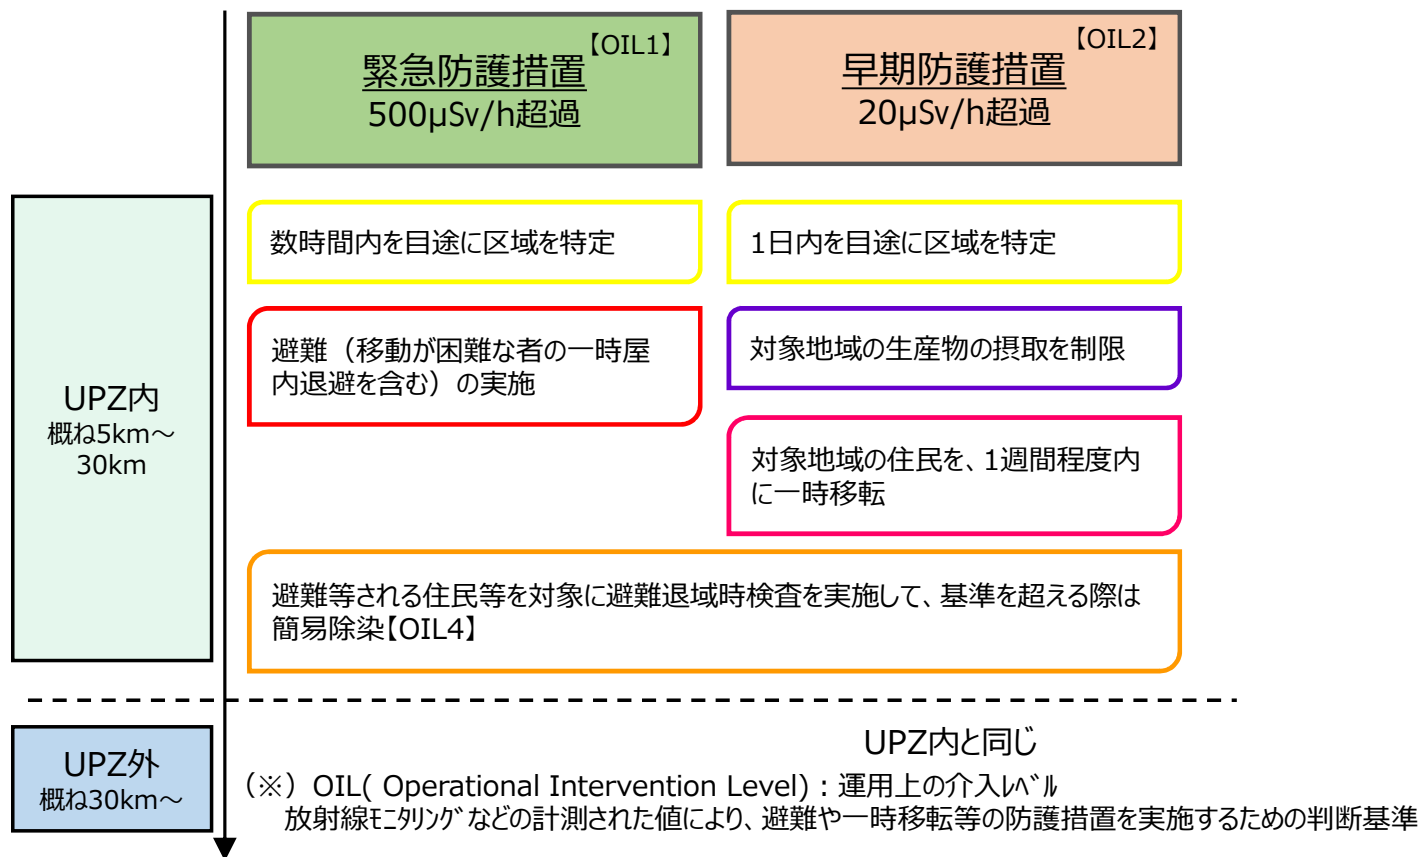 【OIL1】
緊急防護措置
500μSv/h超過
【OIL2】
早期防護措置
20μSv/h超過
UPZ内
概ね5km～
30km
数時間内を目途に区域を特定
1日内を目途に区域を特定
避難（移動が困難な者の一時屋
内退避を含む）の実施
対象地域の生産物の摂取を制限
対象地域の住民を、1週間程度内
に一時移転
避難等される住民等を対象に避難退域時検査を実施して、基準を超える際は
簡易除染【OIL4】
UPZ外
概ね30km～
UPZ内と同じ
（※）OIL( Operational Intervention Level)：運用上の介入ﾚﾍﾞﾙ
放射線ﾓﾆﾀﾘﾝｸﾞなどの計測された値により、避難や一時移転等の防護措置を実施するための判断基準